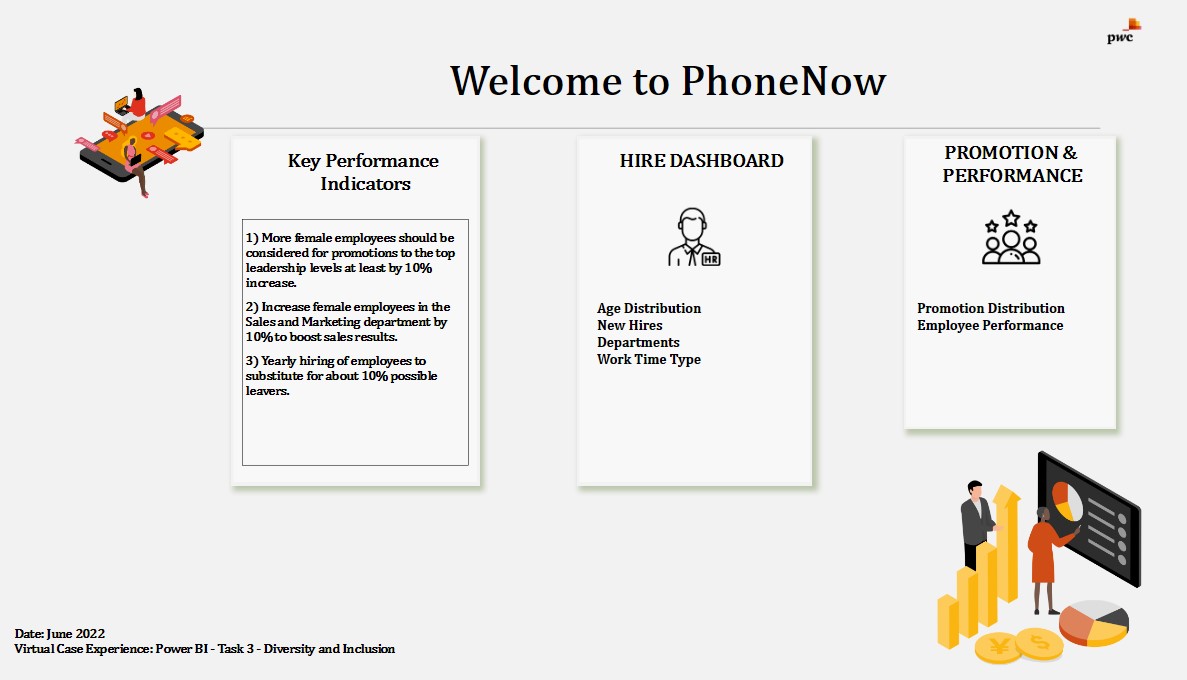 pwc
Welcome to PhoneNow
Key Performance
Indicators
1) More female employees should be
considered for promotions to the top
leadership levels at least by 10%
increase.
2) Increase female employees in the
Sales and Marketing department by
10% to boost sales results.
3) Yearly hiring of employees to
substitute for about 10% possible
leavers.
HIRE DASHBOARD
HR
Age Distribution
New Hires
Departments
Work Time Type
PROMOTION &
PERFORMANCE
Promotion Distribution
Employee Performance
¥
$
Date: June 2022
Virtual Case Experience: Power BI - Task 3 - Diversity and Inclusion